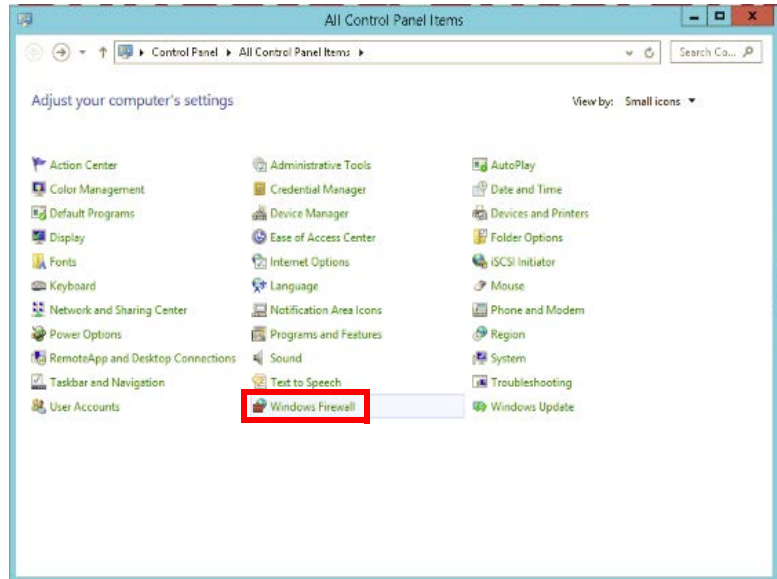 All Control Panel Items
Control Panel All Control Panel Items Search Co...
Adjust your computer's settings View by: Small icons
Action Center Administrative Tools AutoPlay
Color Management Credential Manager Date and Time
Default Programs Device Manager Devices and Printers
Display Ease of Access Center Folder Options
Fonts Internet Options iSCSI Initiator
Keyboard Language Mouse
Network and Sharing Center Notification Area Icons Phone and Modem
Power Options Programs and Features Region
RemoteApp and Desktop Connections Sound System
Taskbar and Navigation Text to Speech Troubleshooting
User Accounts Windows Firewall Windows Update